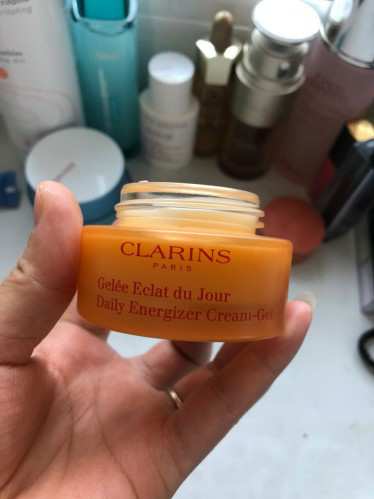 CLARINS
PARIS
Gelée Eclat du Jour
Daily Energizer Cream-Gel